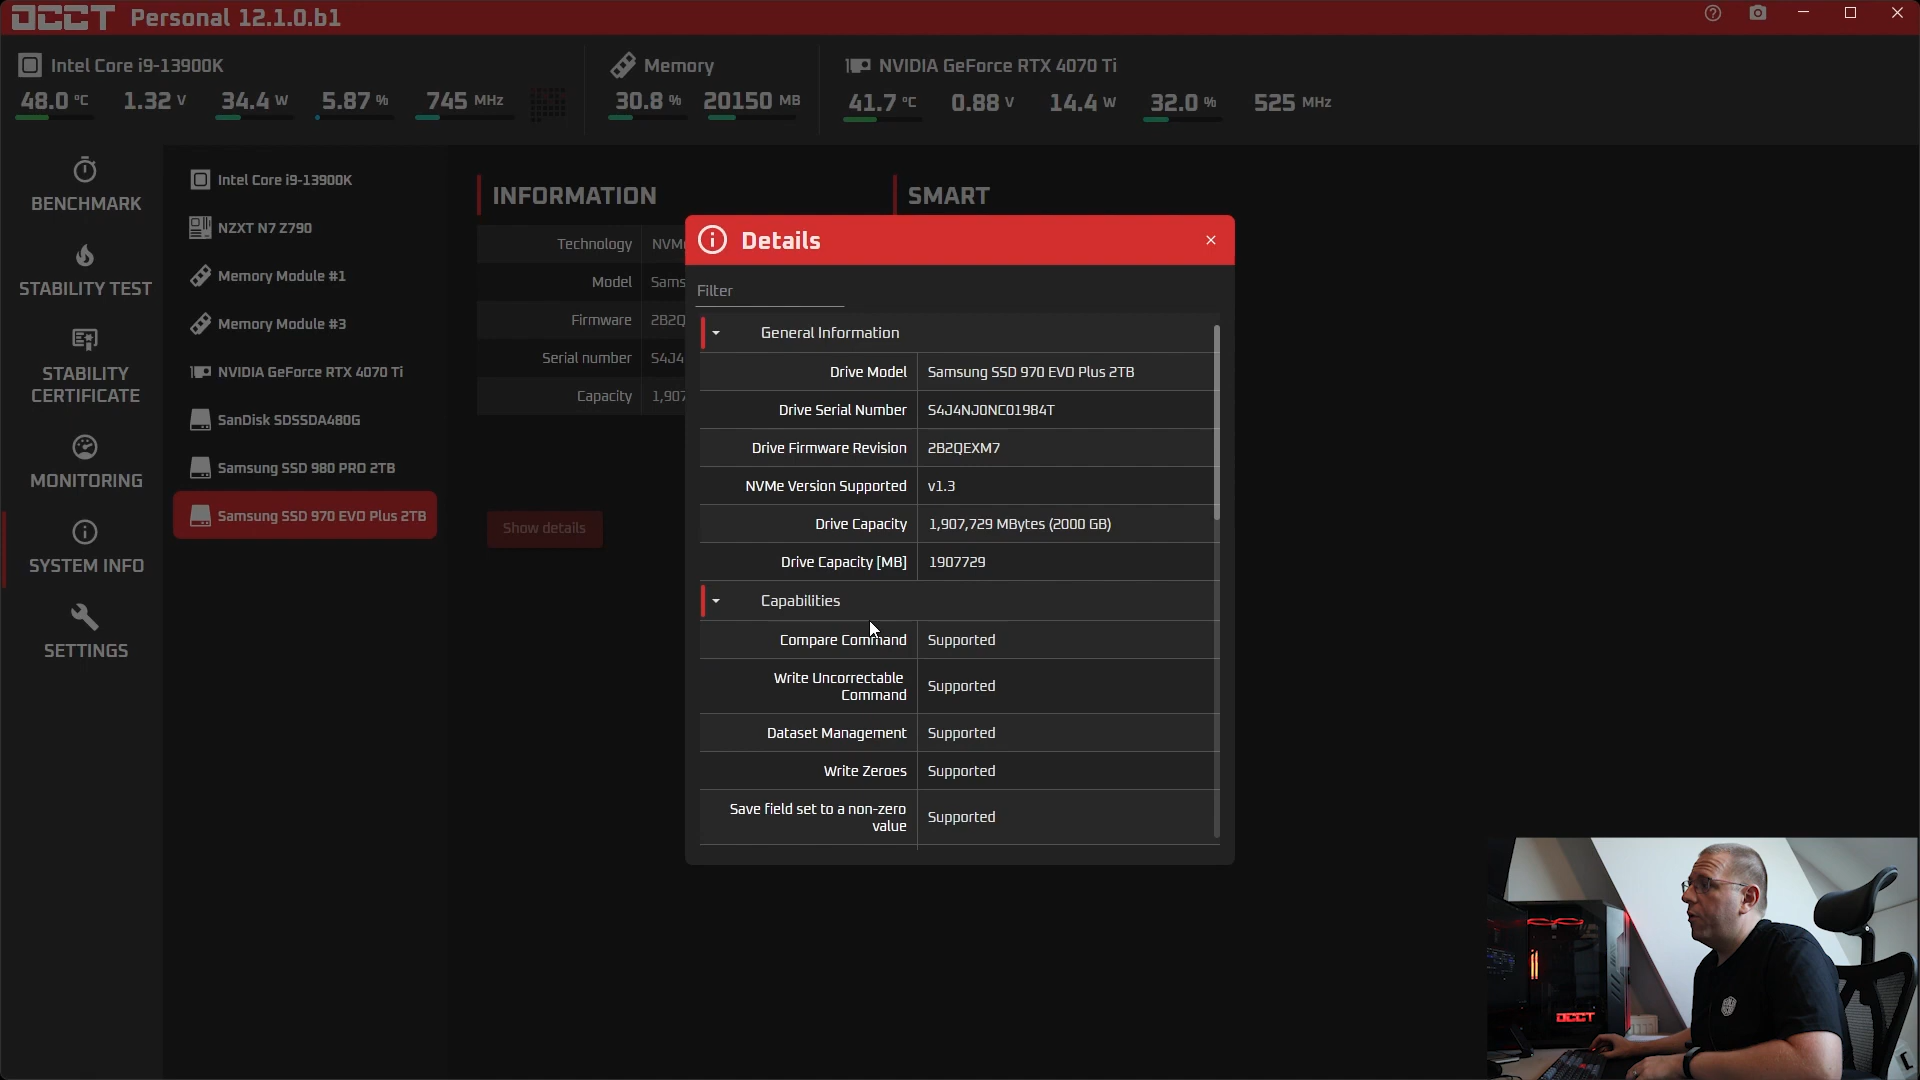 OCCT Personal 12.1.0.b1
Intel Core i9-13900K
48.0 °C 1.32 V 34.4 W 5.87 % 745 MHz
Memory
30.8 % 20150 MB
NVIDIA GeForce RTX 4070 Ti
41.7 °C 0.88 V 14.4 W 32.0 % 525 MHz
BENCHMARK
STABILITY TEST
STABILITY
CERTIFICATE
MONITORING
SYSTEM INFO
SETTINGS
Intel Core i9-13900K
NZXT N7 Z790
Memory Module #1
Memory Module #3
NVIDIA GeForce RTX 4070 Ti
SanDisk SDSSDA480G
Samsung SSD 980 PRO 2TB
Samsung SSD 970 EVO Plus 2TB
INFORMATION
Technology NVMe
Model Sams
Firmware 2B2Q
Serial number S4J4
Capacity 1,907
Show details
SMART
Details
Filter
General Information
Drive Model Samsung SSD 970 EVO Plus 2TB
Drive Serial Number S4J4NJ0NC01984T
Drive Firmware Revision 2B2QEXM7
NVMe Version Supported v1.3
Drive Capacity 1,907,729 MBytes (2000 GB)
Drive Capacity [MB] 1907729
Capabilities
Compare Command Supported
Write Uncorrectable
Command Supported
Dataset Management Supported
Write Zeroes Supported
Save field set to a non-zero
value Supported
OCCT